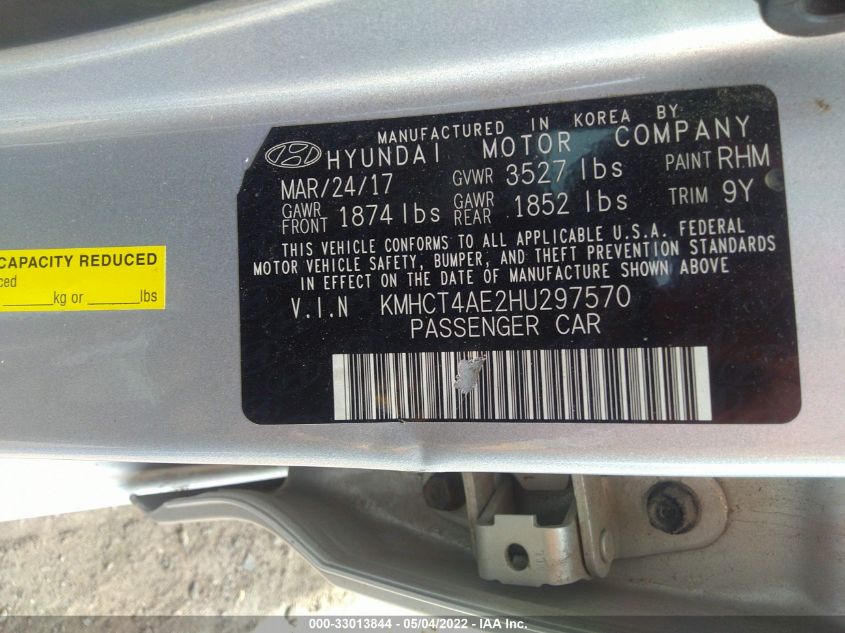 MANUFACTURED IN KOREA BY
HYUNDAI MOTOR COMPANY
MAR/24/17 GVWR 3527 lbs PAINT RHM
GAWR FRONT 1874 lbs GAWR REAR 1852 lbs TRIM 9Y
THIS VEHICLE CONFORMS TO ALL APPLICABLE U.S.A. FEDERAL
MOTOR VEHICLE SAFETY, BUMPER, AND THEFT PREVENTION STANDARDS
IN EFFECT ON THE DATE OF MANUFACTURE SHOWN ABOVE
V.I.N KMHCT4AE2HU297570
PASSENGER CAR
CAPACITY REDUCED
ced
_____kg or _____lbs
000-33013844 - 05/04/2022 - IAA Inc.